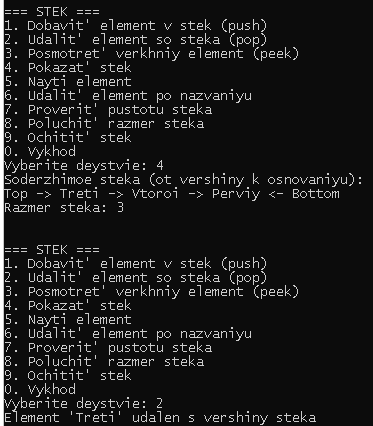 === STEK ===
1. Dobavit' element v stek (push)
2. Udalit' element so steka (pop)
3. Posmotret' verkhniy element (peek)
4. Pokazat' stek
5. Nayti element
6. Udalit' element po nazvaniyu
7. Proverit' pustotu steka
8. Poluchit' razmer steka
9. Ochitit' stek
0. Vykhod
Vyberite deystvie: 4
Soderzhimoe steka (ot vershiny k osnovaniyu):
Top -> Treti -> Vtoroi -> Perviy <- Bottom
Razmer steka: 3
=== STEK ===
1. Dobavit' element v stek (push)
2. Udalit' element so steka (pop)
3. Posmotret' verkhniy element (peek)
4. Pokazat' stek
5. Nayti element
6. Udalit' element po nazvaniyu
7. Proverit' pustotu steka
8. Poluchit' razmer steka
9. Ochitit' stek
0. Vykhod
Vyberite deystvie: 2
Element 'Treti' udalen s vershiny steka